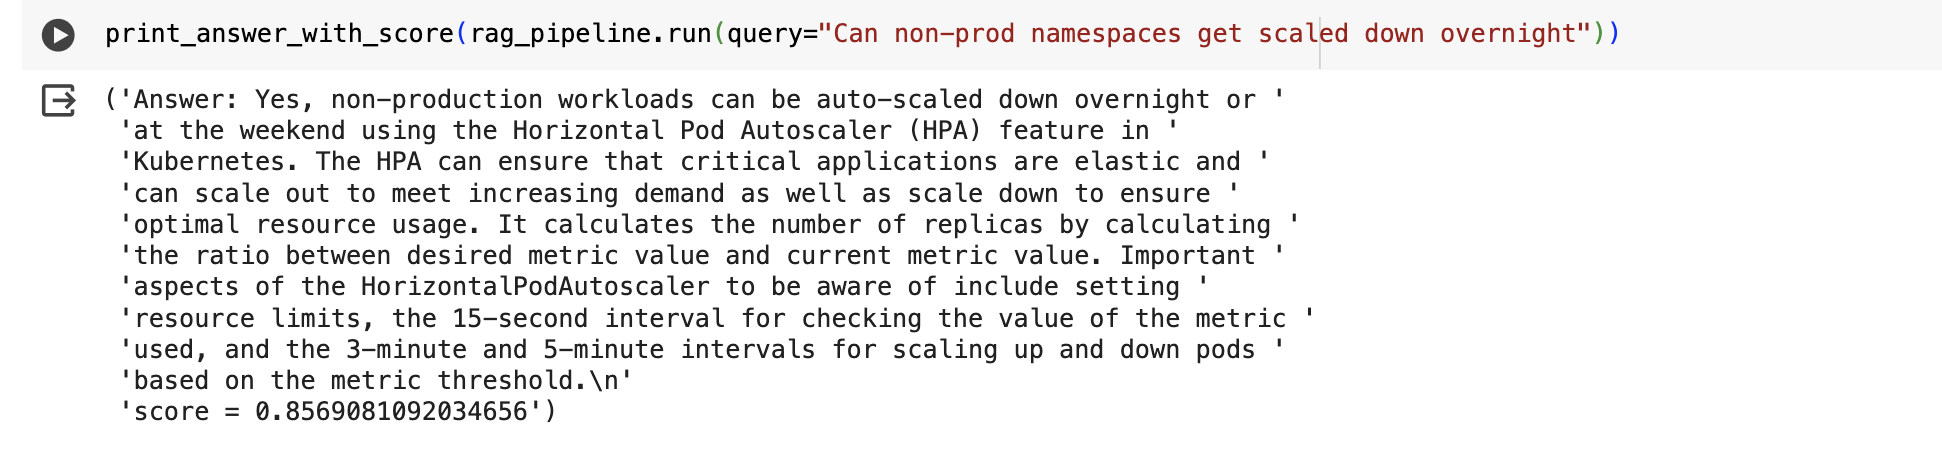 print_answer_with_score(rag_pipeline.run(query="Can non-prod namespaces get scaled down overnight"))
('Answer: Yes, non-production workloads can be auto-scaled down overnight or '
'at the weekend using the Horizontal Pod Autoscaler (HPA) feature in '
'Kubernetes. The HPA can ensure that critical applications are elastic and '
'can scale out to meet increasing demand as well as scale down to ensure '
'optimal resource usage. It calculates the number of replicas by calculating '
'the ratio between desired metric value and current metric value. Important '
'aspects of the HorizontalPodAutoscaler to be aware of include setting '
'resource limits, the 15-second interval for checking the value of the metric '
'used, and the 3-minute and 5-minute intervals for scaling up and down pods '
'based on the metric threshold.\n'
'score = 0.8569081092034656')